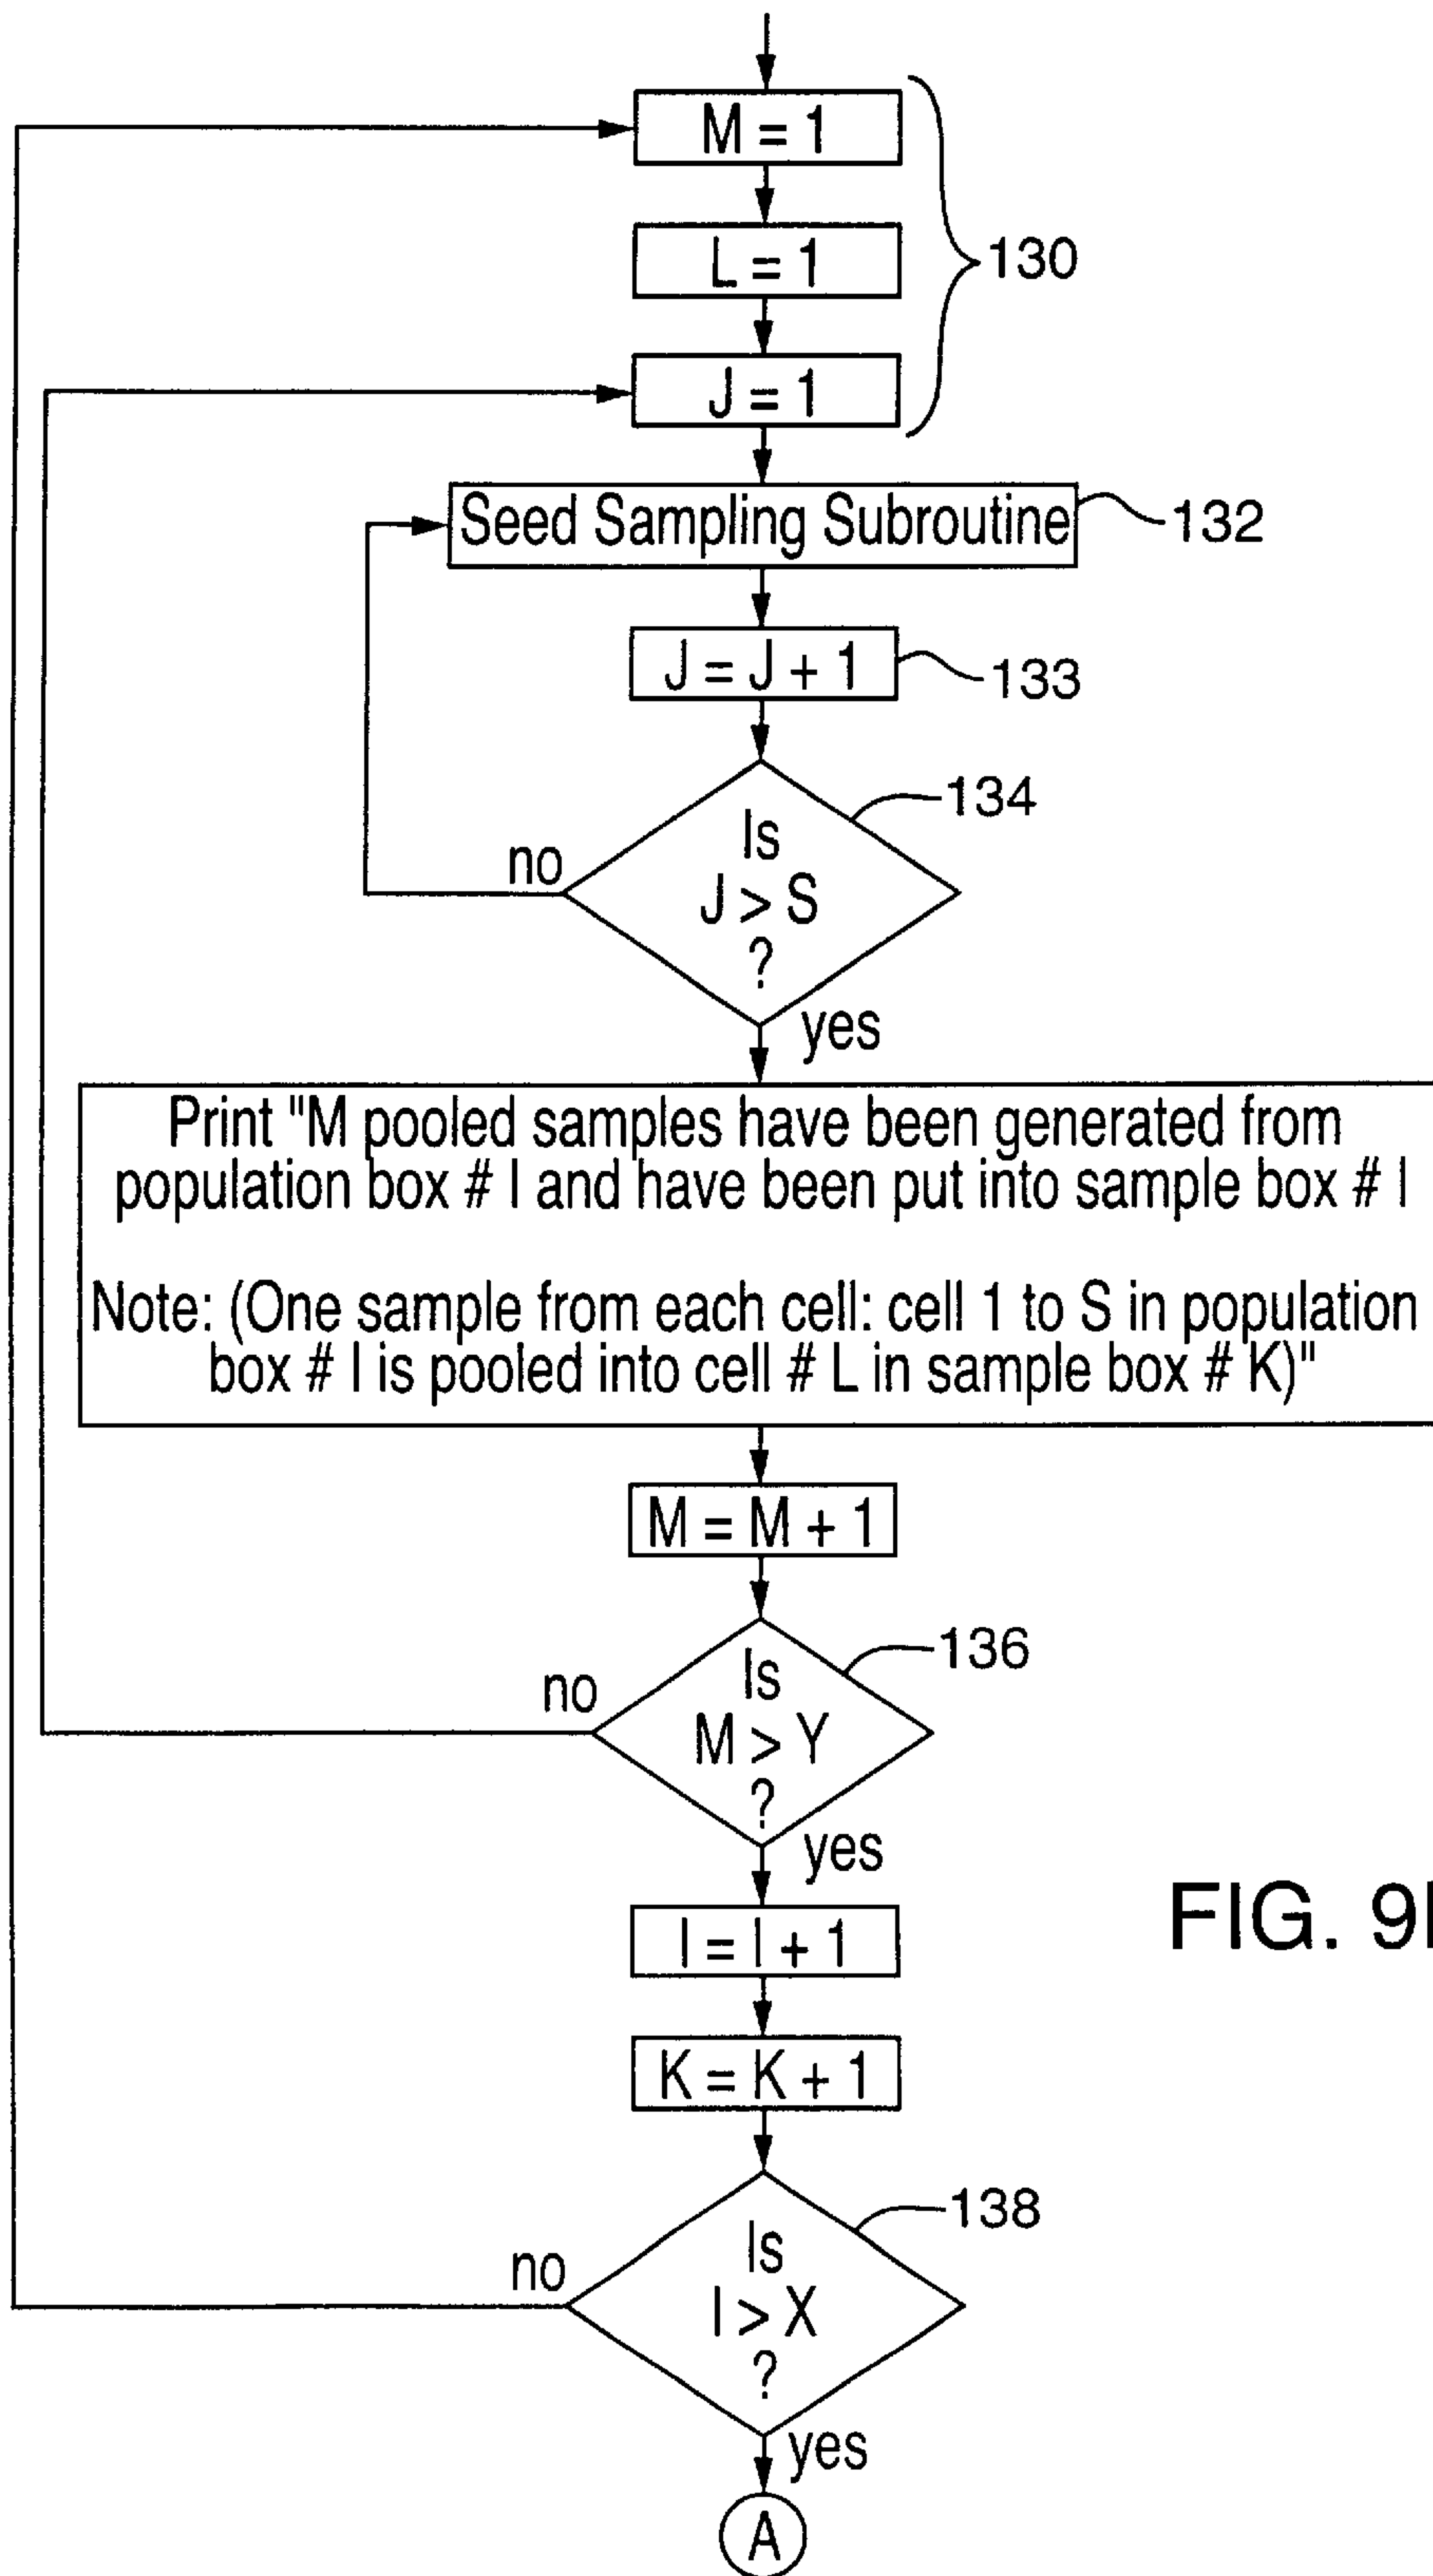 M = 1
L = 1
130
J = 1
Seed Sampling Subroutine
132
J = J + 1
133
134
Is
J > S
?
no
yes
Print "M pooled samples have been generated from
population box # I and have been put into sample box # I
Note: (One sample from each cell: cell 1 to S in population
box # I is pooled into cell # L in sample box # K)"
M = M + 1
136
Is
M > Y
?
no
yes
I = I + 1
FIG. 9
K = K + 1
138
Is
I > X
?
no
yes
A